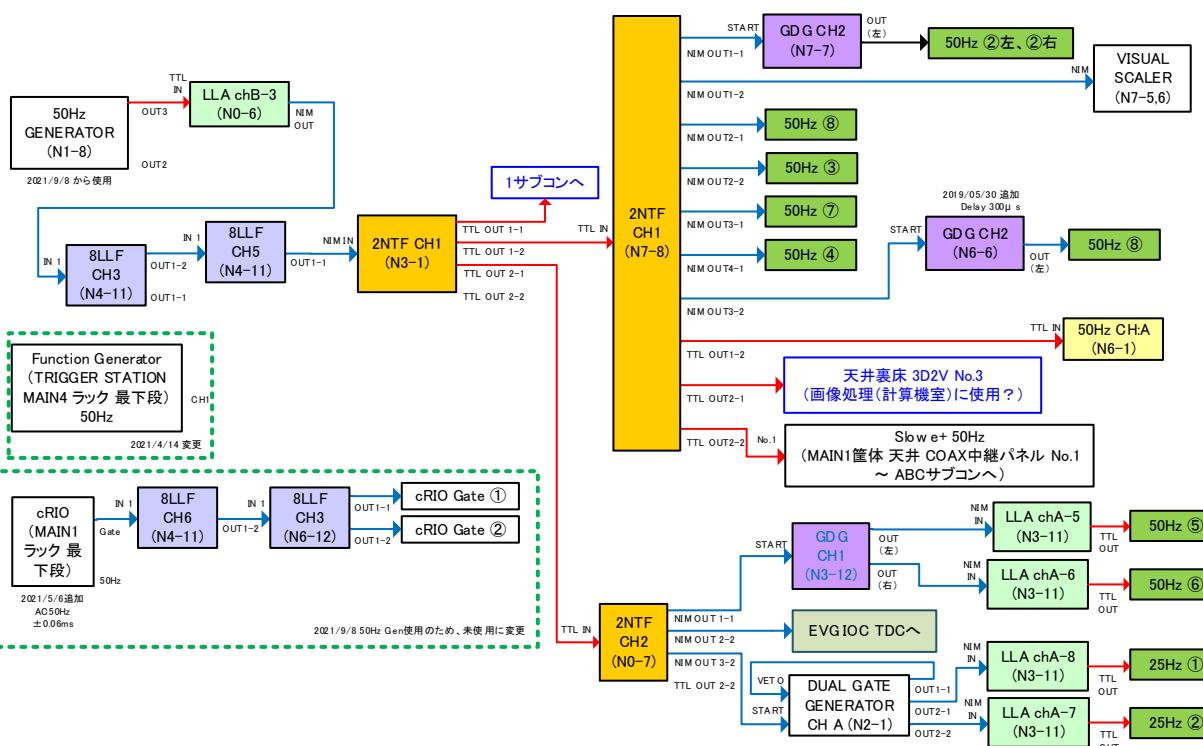 50Hz
GENERATOR
(N1-8)
OUT3
OUT2
2021/9/8 から使用
TTL
IN
LLA chB-3
(N0-6)
NIM
OUT
IN 1
8LLF
CH3
(N4-11)
OUT1-2
OUT1-1
IN 1
8LLF
CH5
(N4-11)
OUT1-1
NIM IN
2NTF CH1
(N3-1)
TTL OUT 1-1
TTL OUT 1-2
TTL OUT 2-1
TTL OUT 2-2
1サブコンへ
TTL IN
2NTF
CH1
(N7-8)
NIM OUT1-1
NIM OUT1-2
NIM OUT2-1
NIM OUT2-2
NIM OUT3-1
NIM OUT4-1
NIM OUT3-2
TTL OUT1-2
TTL OUT2-1
TTL OUT2-2
START
GDG CH2
(N7-7)
OUT
(左)
50Hz ②左、②右
NIM
VISUAL
SCALER
(N7-5,6)
50Hz ⑧
50Hz ③
50Hz ⑦
50Hz ④
2019/05/30 追加
Delay 300μs
START
GDG CH2
(N6-6)
OUT
(左)
50Hz ⑧
TTL IN
50Hz CH:A
(N6-1)
天井裏床 3D2V No.3
(画像処理(計算機室)に使用？)
No.1
Slow e+ 50Hz
(MAIN1筐体 天井 COAX中継パネル No.1
～ ABCサブコンへ)
Function Generator
(TRIGGER STATION
MAIN4 ラック 最下段)
50Hz
CH1
2021/4/14 変更
cRIO
(MAIN1
ラック 最
下段)
Gate
50Hz
2021/5/6追加
AC50Hz
±0.06ms
IN 1
8LLF
CH6
(N4-11)
OUT1-2
IN 1
8LLF
CH3
(N6-12)
OUT1-1
OUT1-2
cRIO Gate ①
cRIO Gate ②
2021/9/8 50Hz Gen使用のため、未使用に変更
TTL IN
2NTF
CH2
(N0-7)
NIM OUT 1-1
NIM OUT 2-2
NIM OUT 3-2
TTL OUT 2-2
START
GDG
CH1
(N3-12)
OUT
(左)
OUT
(右)
NIM
IN
LLA chA-5
(N3-11)
TTL
OUT
50Hz ⑤
NIM
IN
LLA chA-6
(N3-11)
TTL
OUT
50Hz ⑥
EVGIOC TDCへ
VETO
START
DUAL GATE
GENERATOR
CH A (N2-1)
OUT1-1
OUT2-1
OUT2-2
NIM
IN
LLA chA-8
(N3-11)
TTL
OUT
25Hz ①
NIM
IN
LLA chA-7
(N3-11)
TTL
OUT
25Hz ②